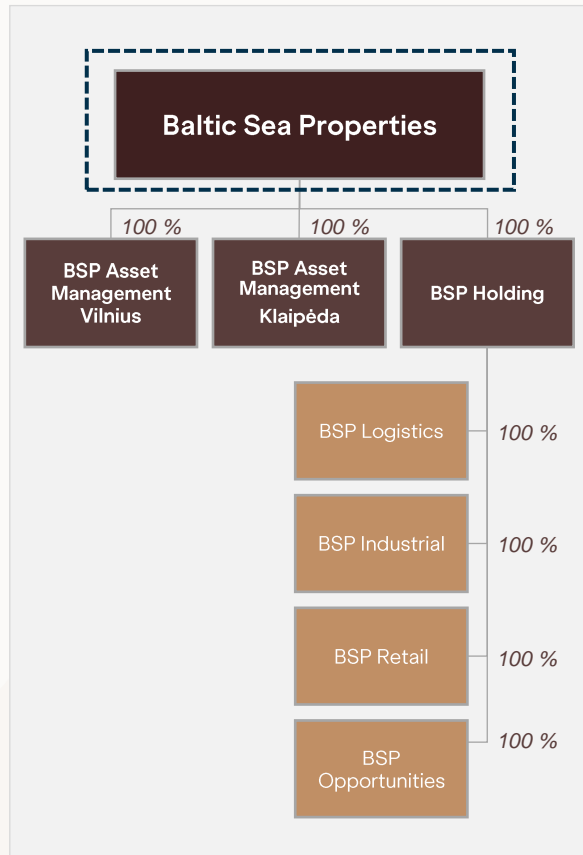 Baltic Sea Properties
100 %
100 %
100 %
BSP Asset
Management
Vilnius
BSP Asset
Management
Klaipėda
BSP Holding
BSP Logistics
100 %
BSP Industrial
100 %
BSP Retail
100 %
BSP
Opportunities
100 %